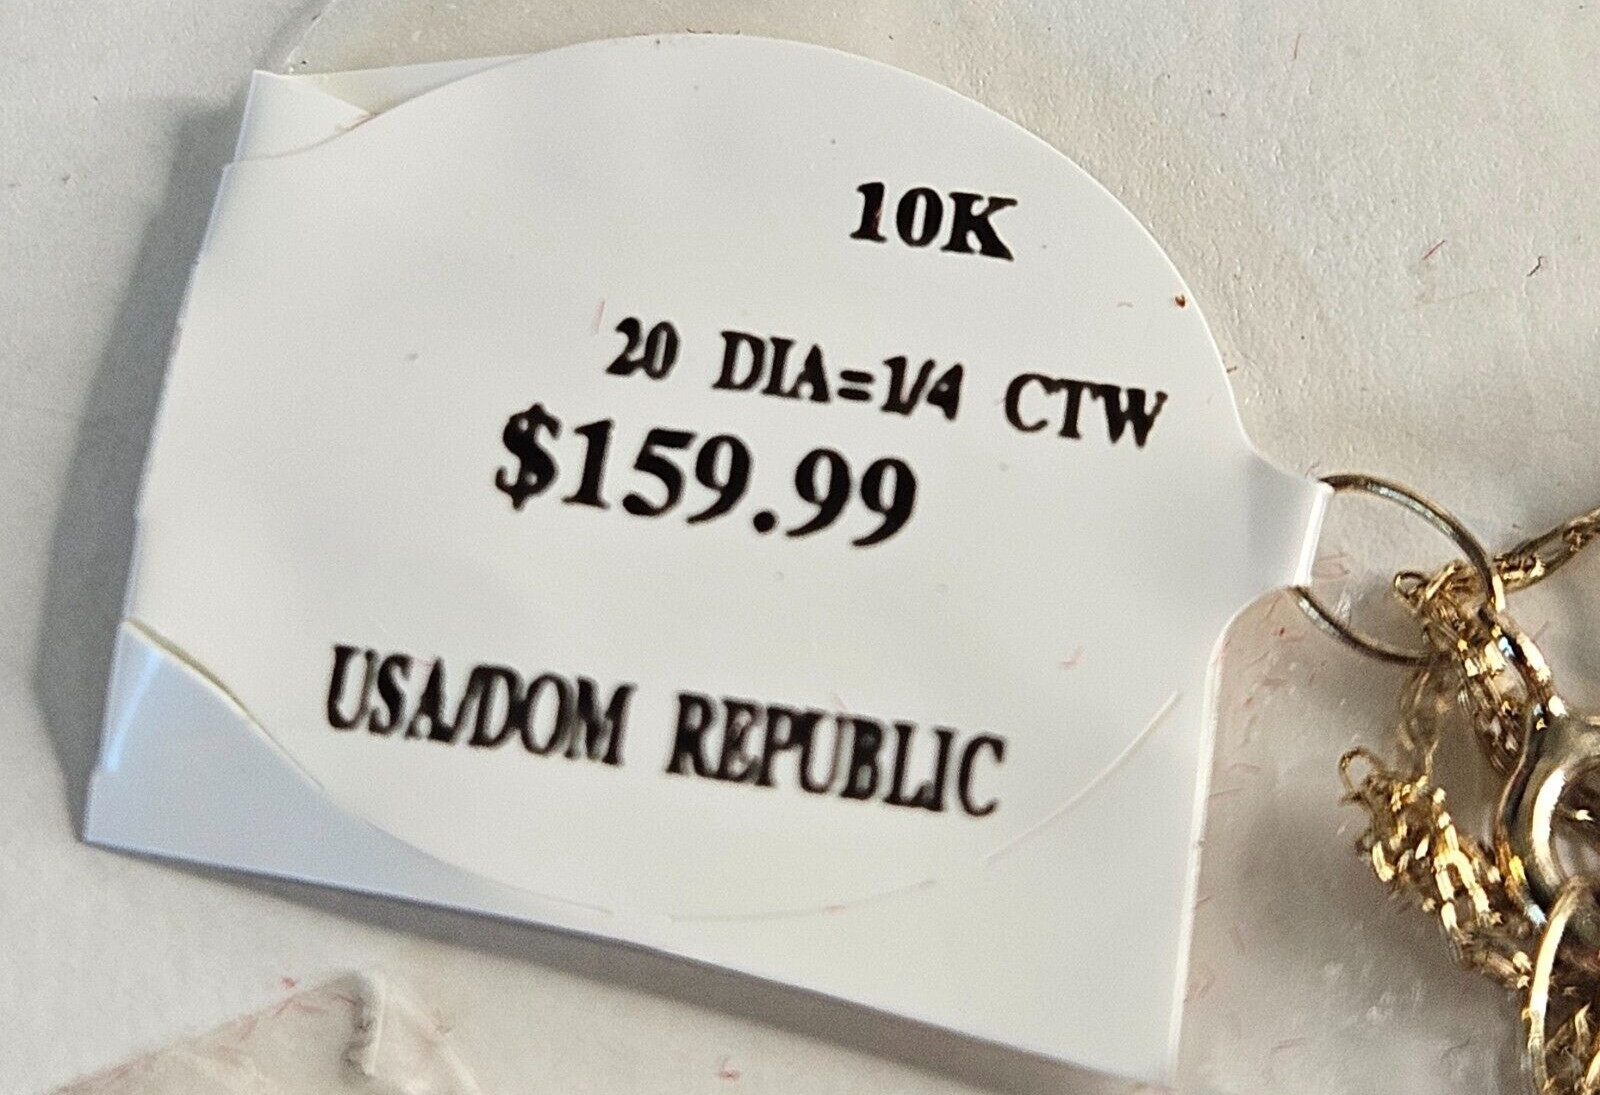 10K
20 DIA=1/4 CTW
$159.99
USA/DOM REPUBLIC